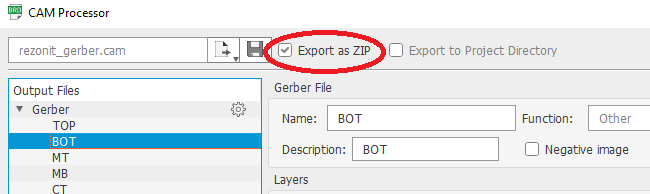 BRD CAM Processor
rezonit_gerber.cam Export as ZIP Export to Project Directory
Output Files
Gerber
TOP
BOT
MT
MB
CT
Gerber File
Name: BOT Function: Other
Description: BOT Negative image
Layers